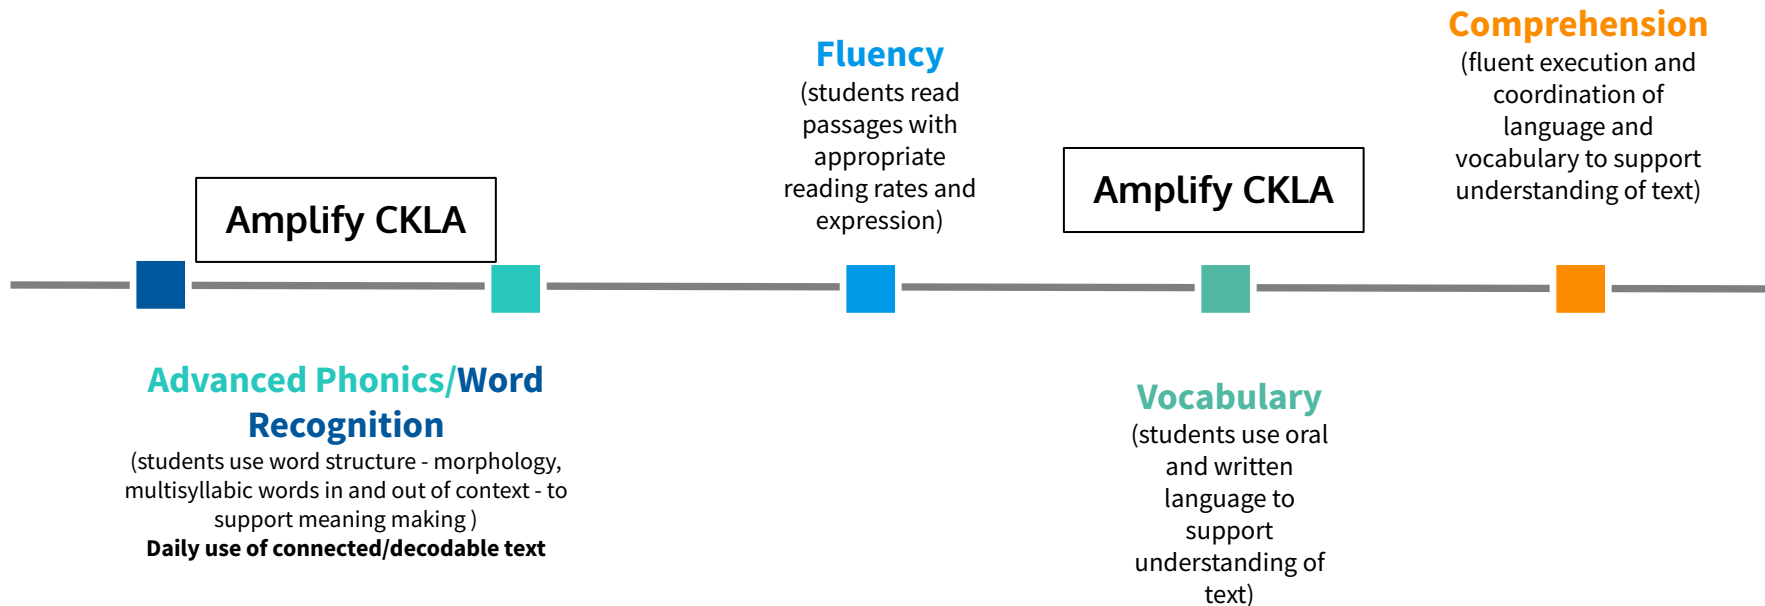 Amplify CKLA
Advanced Phonics/Word
Recognition
(students use word structure - morphology,
multisyllabic words in and out of context - to
support meaning making )
Daily use of connected/decodable text
Fluency
(students read
passages with
appropriate
reading rates and
expression)
Amplify CKLA
Vocabulary
(students use oral
and written
language to
support
understanding of
text)
Comprehension
(fluent execution and
coordination of
language and
vocabulary to support
understanding of text)